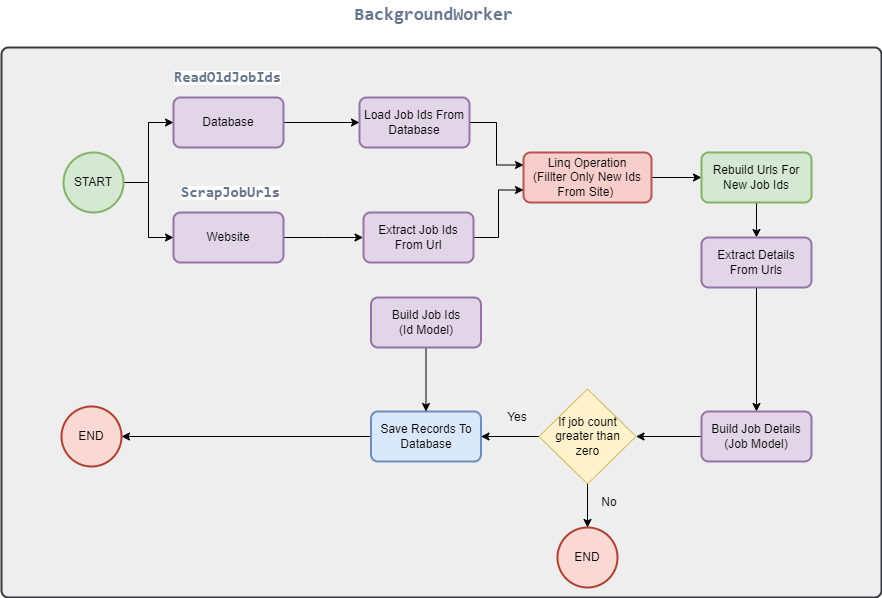 BackgroundWorker
ReadOldJobIds
Database
Load Job Ids From
Database
START
ScrapJobUrls
Website
Extract Job Ids
From Url
Linq Operation
(Fillter Only New Ids
From Site)
Rebuild Urls For
New Job Ids
Extract Details
From Urls
Build Job Ids
(Id Model)
Build Job Details
(Job Model)
If job count
greater than
zero
Yes
Save Records To
Database
END
No
END